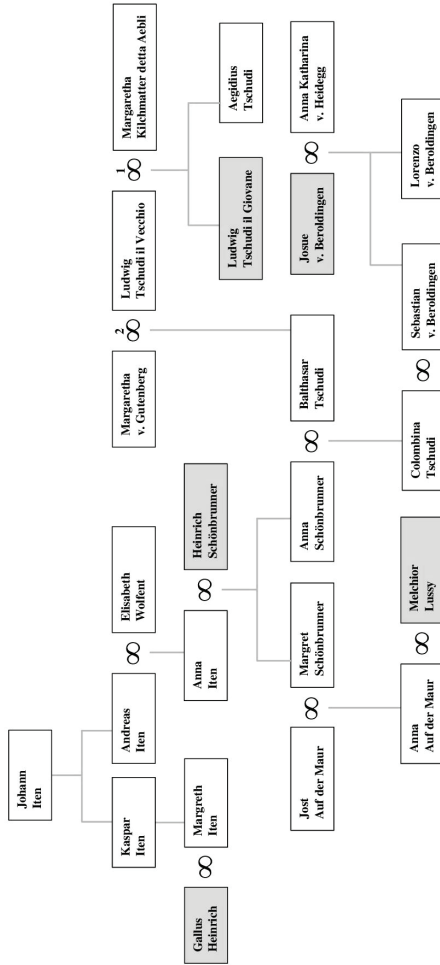 Johann
Iten
Kaspar
Iten
Andreas
Iten
Elisabeth
Wolfent
Margaretha
v. Gutenberg
2
Ludwig
Tschudi il Vecchio
1
Margaretha
Kilchmatter detta Aebli
Gallus
Heinrich
Margreth
Iten
Anna
Iten
Heinrich
Schönbrunner
Ludwig
Tschudi il Giovane
Aegidius
Tschudi
Jost
Auf der Maur
Margret
Schönbrunner
Anna
Schönbrunner
Balthasar
Tschudi
Josue
v. Beroldingen
Anna Katharina
v. Heidegg
Anna
Auf der Maur
Melchior
Lussy
Colombina
Tschudi
Sebastian
v. Beroldingen
Lorenzo
v. Beroldingen